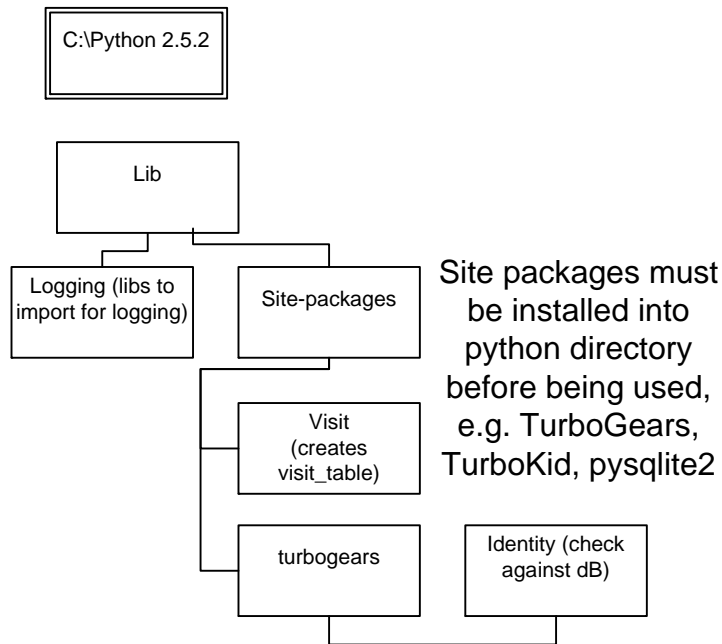 C:\Python 2.5.2
Lib
Logging (libs to
import for logging)
Site-packages
Site packages must
be installed into
python directory
before being used,
e.g. TurboGears,
TurboKid, pysqlite2
Visit
(creates
visit_table)
turbogears
Identity (check
against dB)